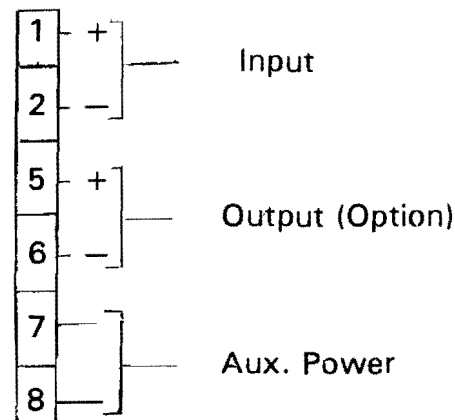 1 +
Input
2 −
5 +
Output (Option)
6 −
7
Aux. Power
8